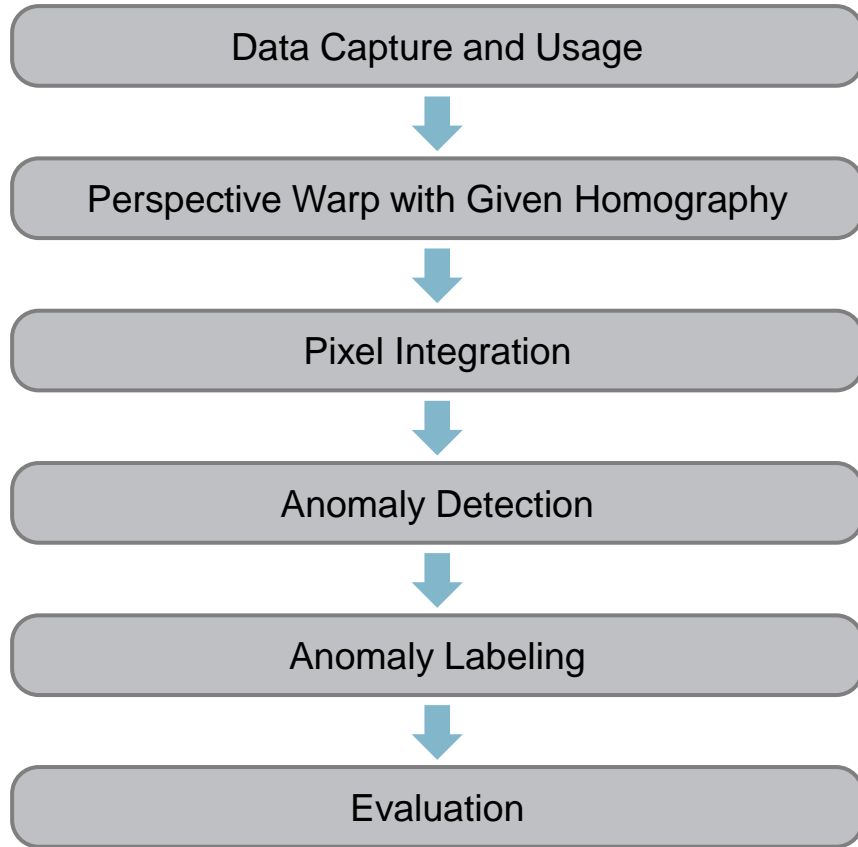 Data Capture and Usage
Perspective Warp with Given Homography
Pixel Integration
Anomaly Detection
Anomaly Labeling
Evaluation